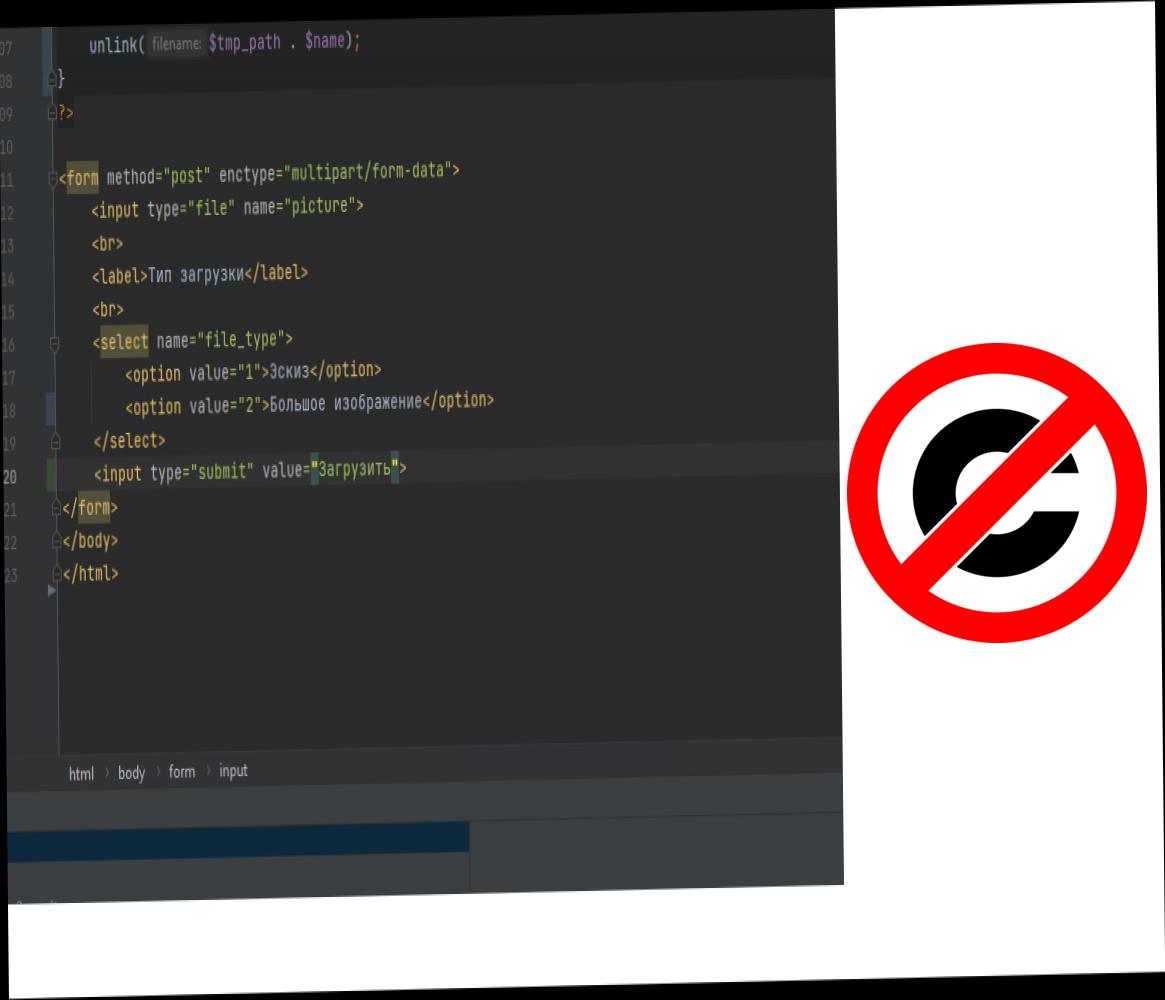 07 unlink( filename: $tmp_path . $name);
08 }
09 ?>
10
11 <form method="post" enctype="multipart/form-data">
12 <input type="file" name="picture">
13 <br>
14 <label>Тип загрузки</label>
15 <br>
16 <select name="file_type">
17 <option value="1">Эскиз</option>
18 <option value="2">Большое изображение</option>
19 </select>
20 <input type="submit" value="Загрузить">
21 </form>
22 </body>
23 </html>
html › body › form › input